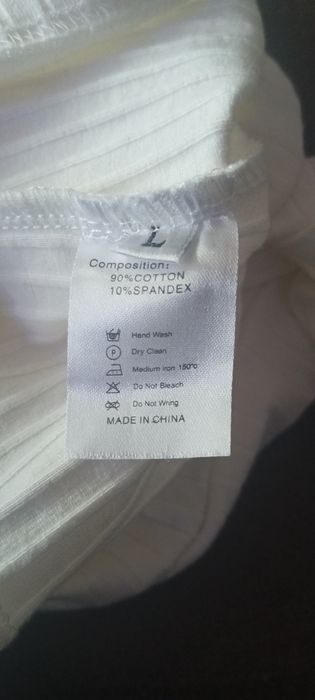 L
Composition:
90%COTTON
10%SPANDEX
Hand Wash
P Dry Clean
Medium iron 150°C
Do Not Bleach
Do Not Wring
MADE IN CHINA